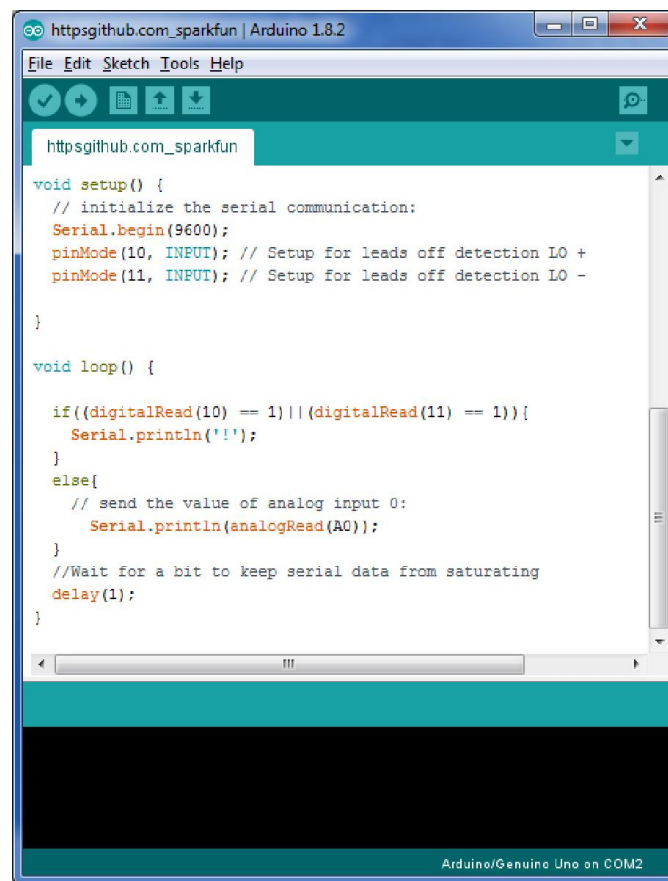 httpsgithub.com_sparkfun | Arduino 1.8.2
File Edit Sketch Tools Help
httpsgithub.com_sparkfun
void setup() {
  // initialize the serial communication:
  Serial.begin(9600);
  pinMode(10, INPUT); // Setup for leads off detection LO +
  pinMode(11, INPUT); // Setup for leads off detection LO -
}
void loop() {
  if((digitalRead(10) == 1)||(digitalRead(11) == 1)){
    Serial.println('!');
  }
  else{
    // send the value of analog input 0:
      Serial.println(analogRead(A0));
  }
  //Wait for a bit to keep serial data from saturating
  delay(1);
}
Arduino/Genuino Uno on COM2